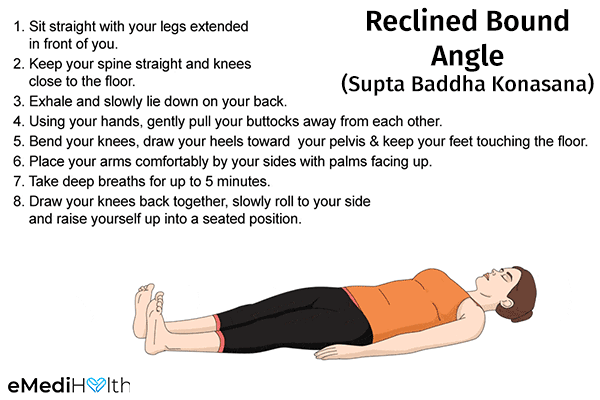 Reclined Bound
Angle
(Supta Baddha Konasana)
1. Sit straight with your legs extended
in front of you.
2. Keep your spine straight and knees
close to the floor.
3. Exhale and slowly lie down on your back.
4. Using your hands, gently pull your buttocks away from each other.
5. Bend your knees, draw your heels toward your pelvis & keep your feet touching the floor.
6. Place your arms comfortably by your sides with palms facing up.
7. Take deep breaths for up to 5 minutes.
8. Draw your knees back together, slowly roll to your side
and raise yourself up into a seated position.
eMediHealth